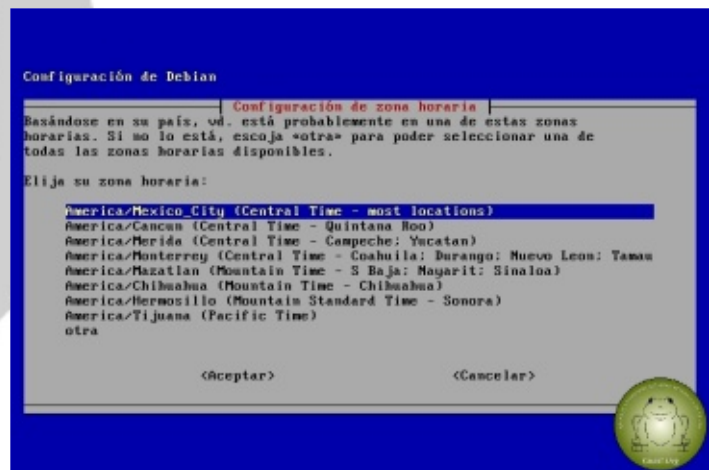 Configuración de Debian
Configuración de zona horaria
Basándose en su país, vd. está probablemente en una de estas zonas
horarias. Si no lo está, escoja «otra» para poder seleccionar una de
todas las zonas horarias disponibles.
Elija su zona horaria:
America/Mexico_City (Central Time - most locations)
America/Cancun (Central Time - Quintana Roo)
America/Merida (Central Time - Campeche; Yucatan)
America/Monterrey (Central Time - Coahuila; Durango; Nuevo Leon; Tamau
America/Mazatlan (Mountain Time - S Baja; Nayarit; Sinaloa)
America/Chihuahua (Mountain Time - Chihuahua)
America/Hermosillo (Mountain Standard Time - Sonora)
America/Tijuana (Pacific Time)
otra
<Aceptar> <Cancelar>